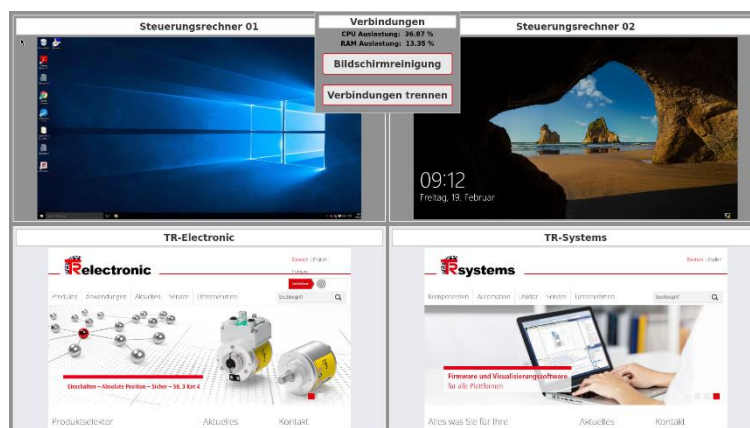 Steuerungsrechner 01
Verbindungen
CPU Auslastung: 36.87 %
RAM Auslastung: 13.35 %
Bildschirmreinigung
Verbindungen trennen
Steuerungsrechner 02
09:12
Freitag, 19. Februar
TR-Electronic
TR electronic
Deutsch | English
Produkte Anwendungen Aktuelles Service Unternehmen
Suchbegriff
Einschalten – Absolute Position – Sicher – SIL 3 Kat 4
Produktselektor Aktuelles Kontakt
TR-Systems
TR systems
Deutsch | English
Komponenten Automation Unidor Service Unternehmen
Suchbegriff
Firmware und Visualisierungssoftware
für alle Plattformen
Alles was Sie für Ihre Aktuelles Kontakt